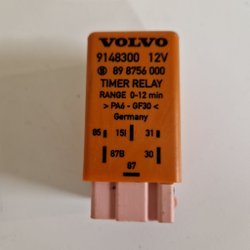 VOLVO
9148300 12V
89 8756 000
TIMER RELAY
RANGE 0-12 min
> PA6 - GF30 <
Germany
85 15I 31
87B 30
87